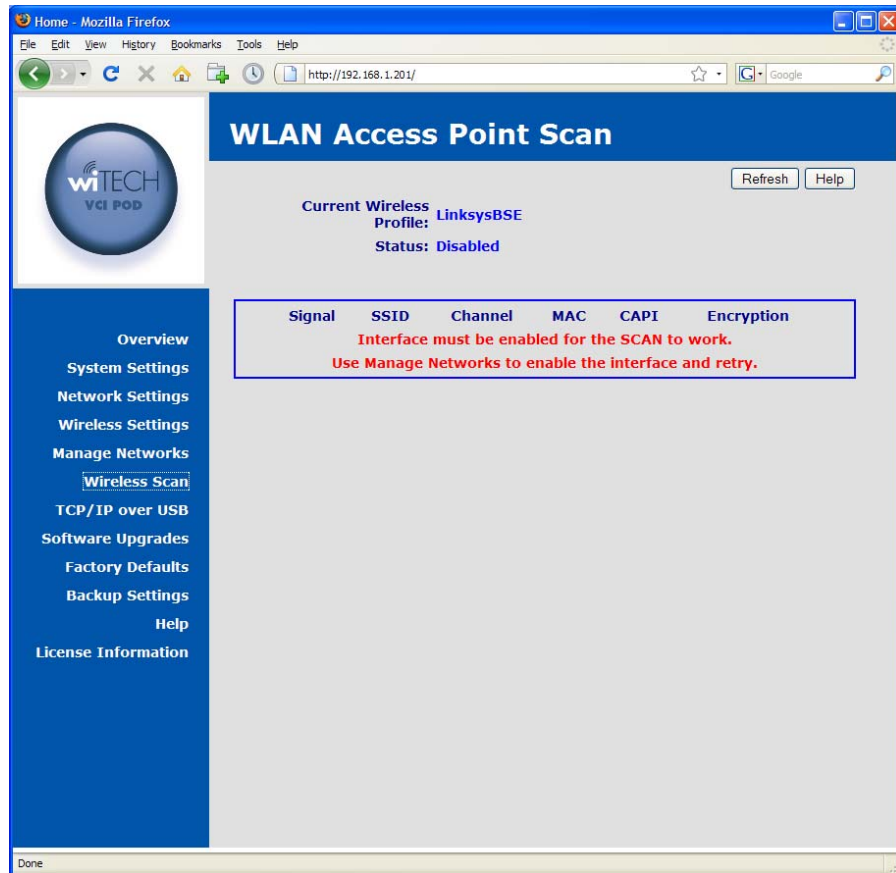 Home - Mozilla Firefox
File Edit View History Bookmarks Tools Help
http://192.168.1.201/
G Google
wiTECH
VCI POD
WLAN Access Point Scan
Refresh Help
Current Wireless
Profile: LinksysBSE
Status: Disabled
Signal SSID Channel MAC CAPI Encryption
Interface must be enabled for the SCAN to work.
Use Manage Networks to enable the interface and retry.
Overview
System Settings
Network Settings
Wireless Settings
Manage Networks
Wireless Scan
TCP/IP over USB
Software Upgrades
Factory Defaults
Backup Settings
Help
License Information
Done